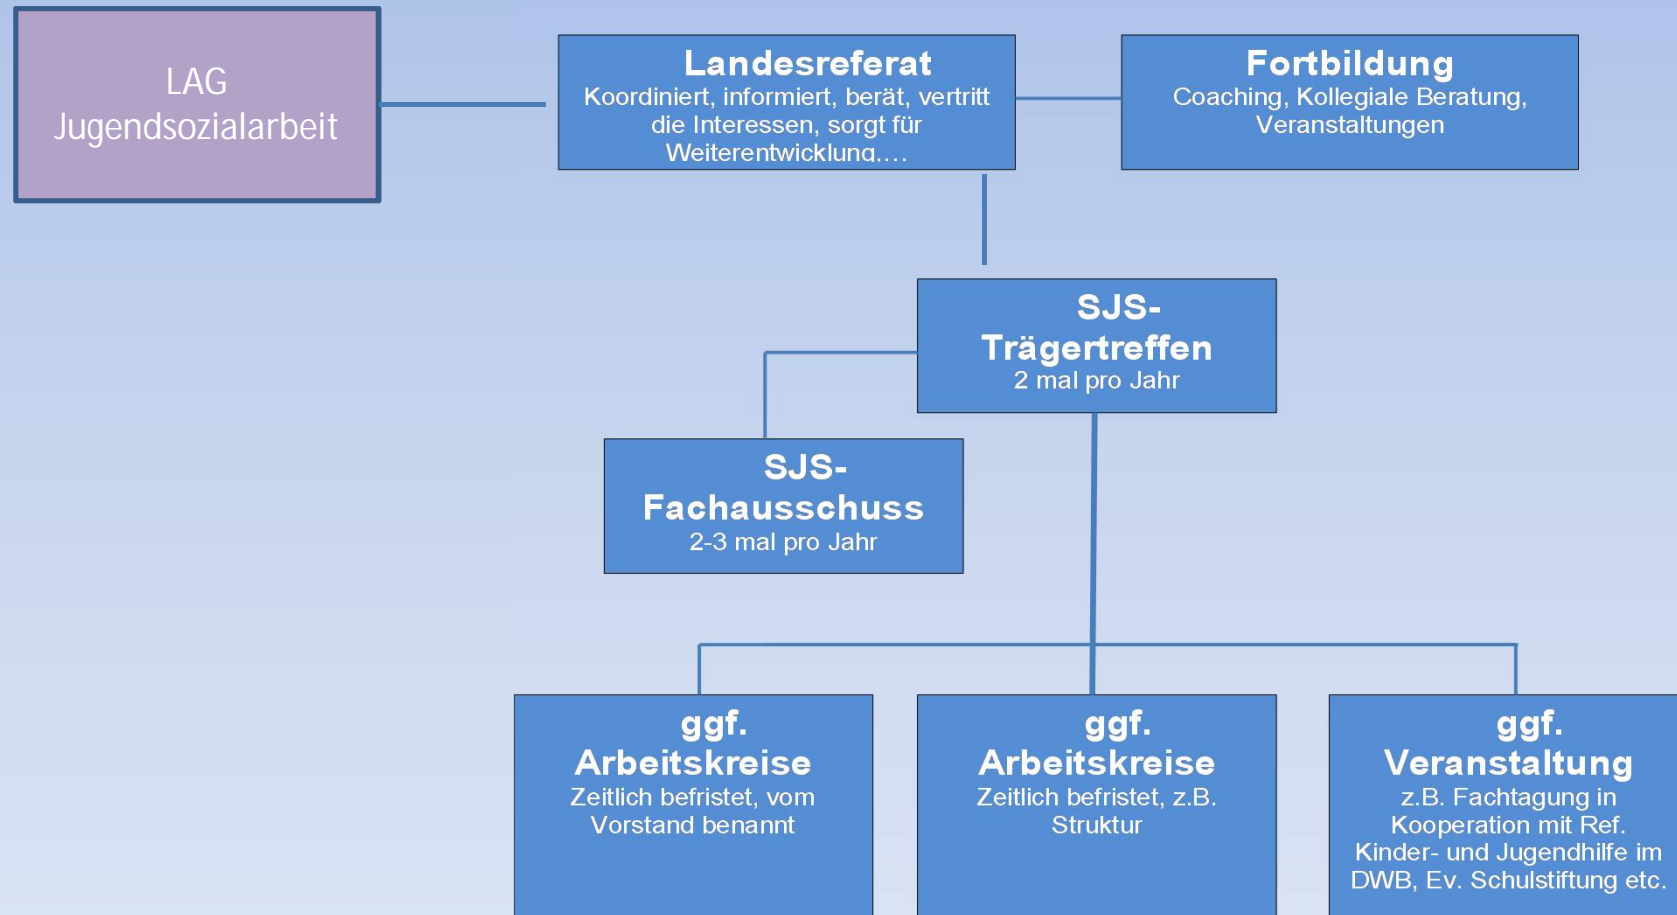 LAG
Jugendsozialarbeit
Landesreferat
Koordiniert, informiert, berät, vertritt
die Interessen, sorgt für
Weiterentwicklung,…
Fortbildung
Coaching, Kollegiale Beratung,
Veranstaltungen
SJS-
Trägertreffen
2 mal pro Jahr
SJS-
Fachausschuss
2-3 mal pro Jahr
ggf.
Arbeitskreise
Zeitlich befristet, vom
Vorstand benannt
ggf.
Arbeitskreise
Zeitlich befristet, z.B.
Struktur
ggf.
Veranstaltung
z.B. Fachtagung in
Kooperation mit Ref.
Kinder- und Jugendhilfe im
DWB, Ev. Schulstiftung etc.